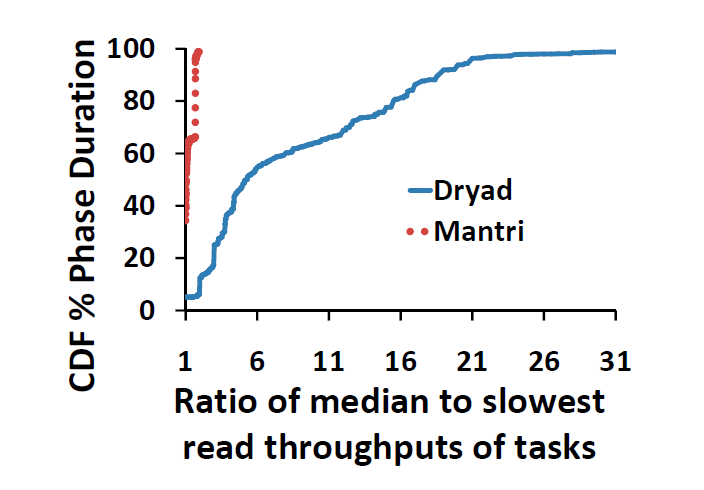 CDF % Phase Duration
100
80
60
40
20
0
Dryad
Mantri
1 6 11 16 21 26 31
Ratio of median to slowest
read throughputs of tasks